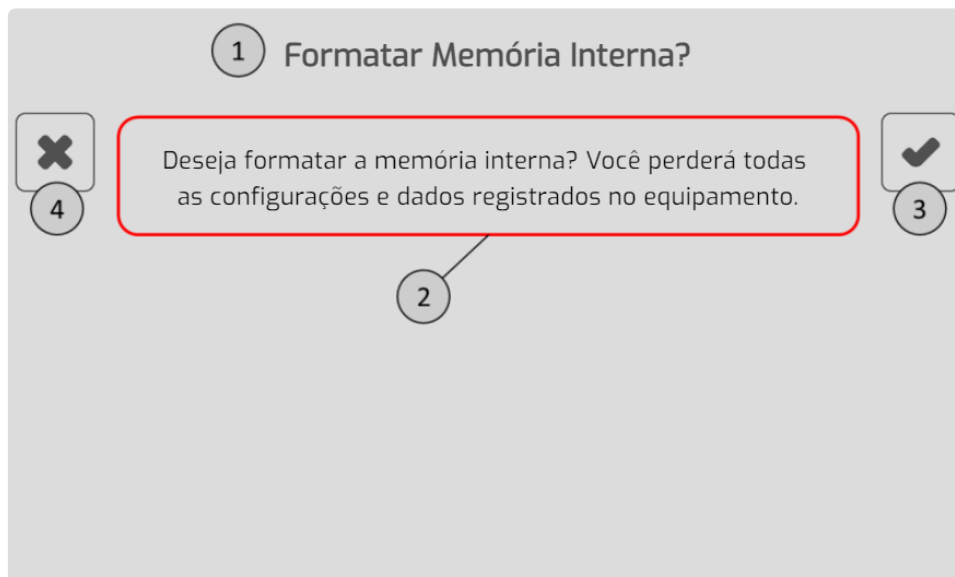 1 Formatar Memória Interna?
Deseja formatar a memória interna? Você perderá todas
as configurações e dados registrados no equipamento.
4
3
2